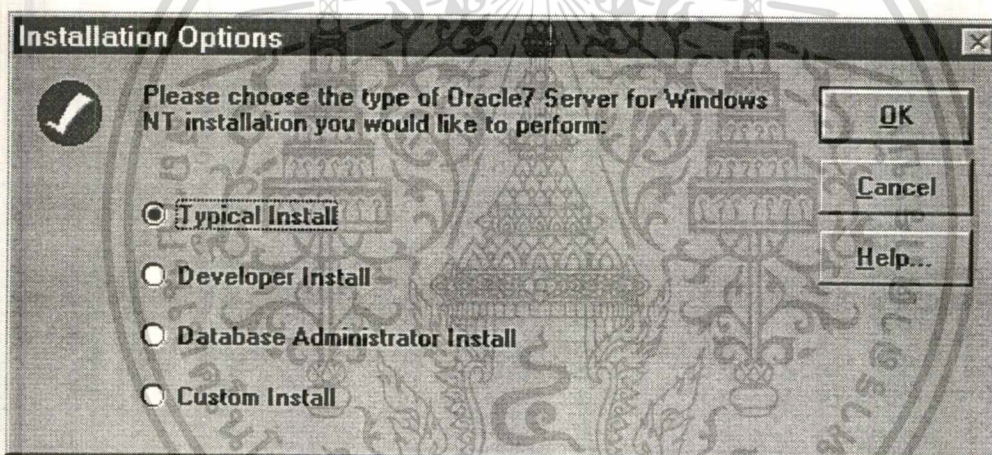 Installation Options
Please choose the type of Oracle7 Server for Windows
NT installation you would like to perform:
Typical Install
Developer Install
Database Administrator Install
Custom Install
OK
Cancel
Help...